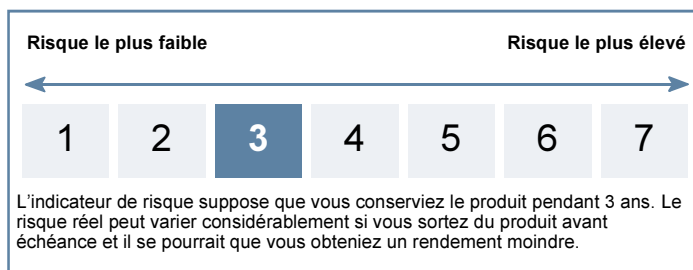 Risque le plus faible Risque le plus élevé
1 2 3 4 5 6 7
L'indicateur de risque suppose que vous conserviez le produit pendant 3 ans. Le
risque réel peut varier considérablement si vous sortez du produit avant
échéance et il se pourrait que vous obteniez un rendement moindre.